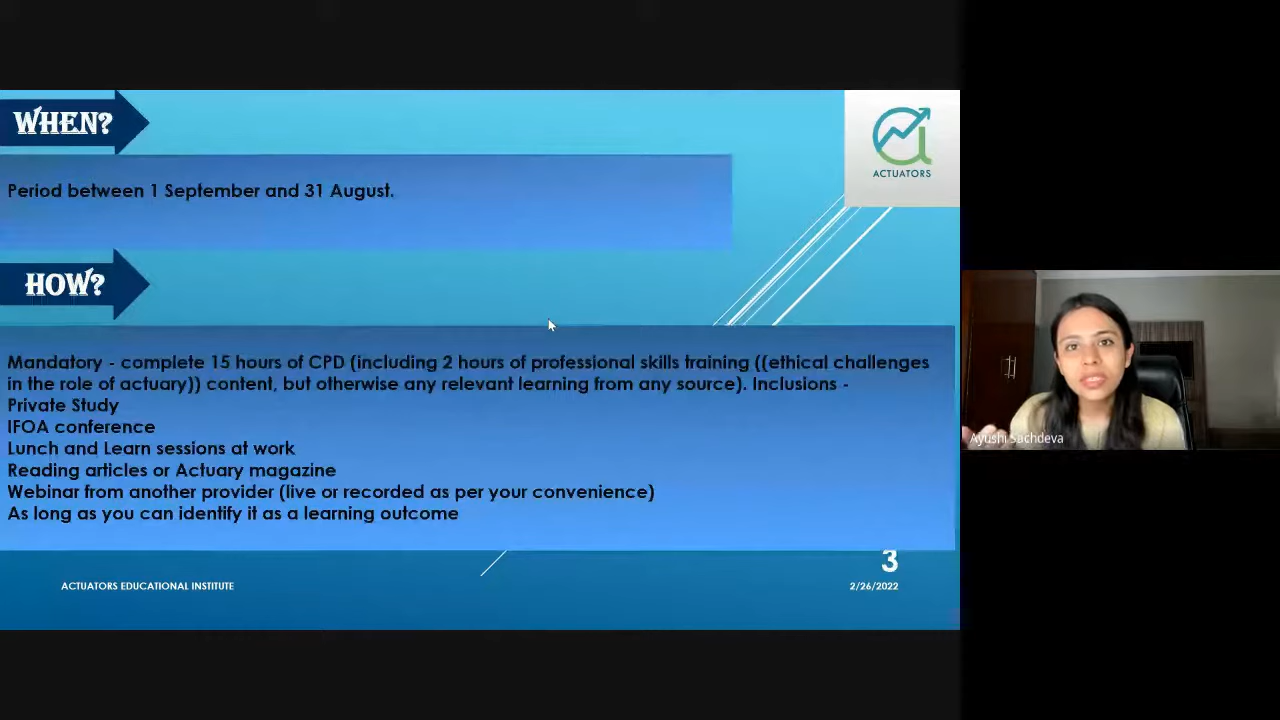 WHEN?
ACTUATORS
Period between 1 September and 31 August.
HOW?
Mandatory - complete 15 hours of CPD (including 2 hours of professional skills training ((ethical challenges
in the role of actuary)) content, but otherwise any relevant learning from any source). Inclusions -
Private Study
IFOA conference
Lunch and Learn sessions at work
Reading articles or Actuary magazine
Webinar from another provider (live or recorded as per your convenience)
As long as you can identify it as a learning outcome
Ayushi Sachdeva
3
ACTUATORS EDUCATIONAL INSTITUTE
2/26/2022